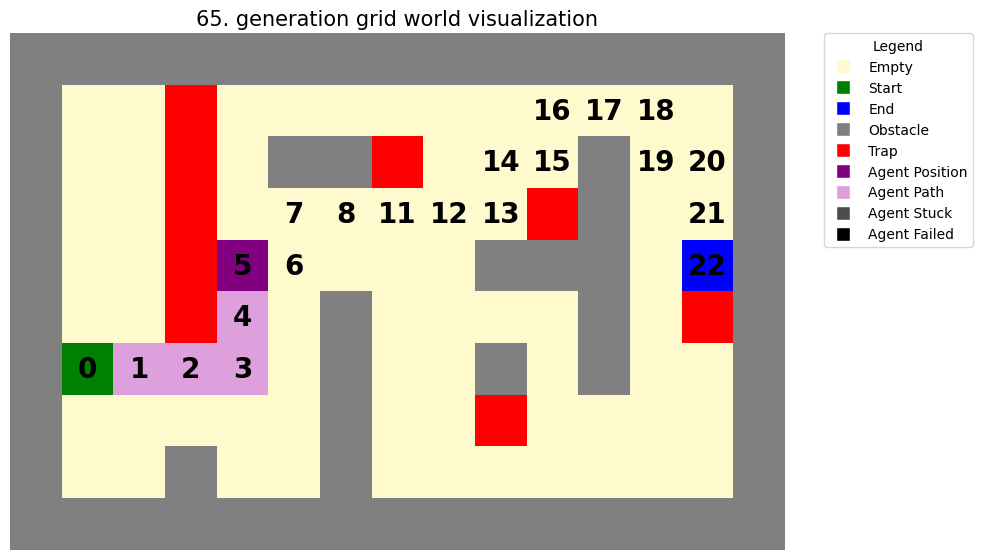 65. generation grid world visualization
Legend
Empty
Start
End
Obstacle
Trap
Agent Position
Agent Path
Agent Stuck
Agent Failed
16 17 18
14 15 19 20
7 8 11 12 13 21
5 6 22
4
0 1 2 3